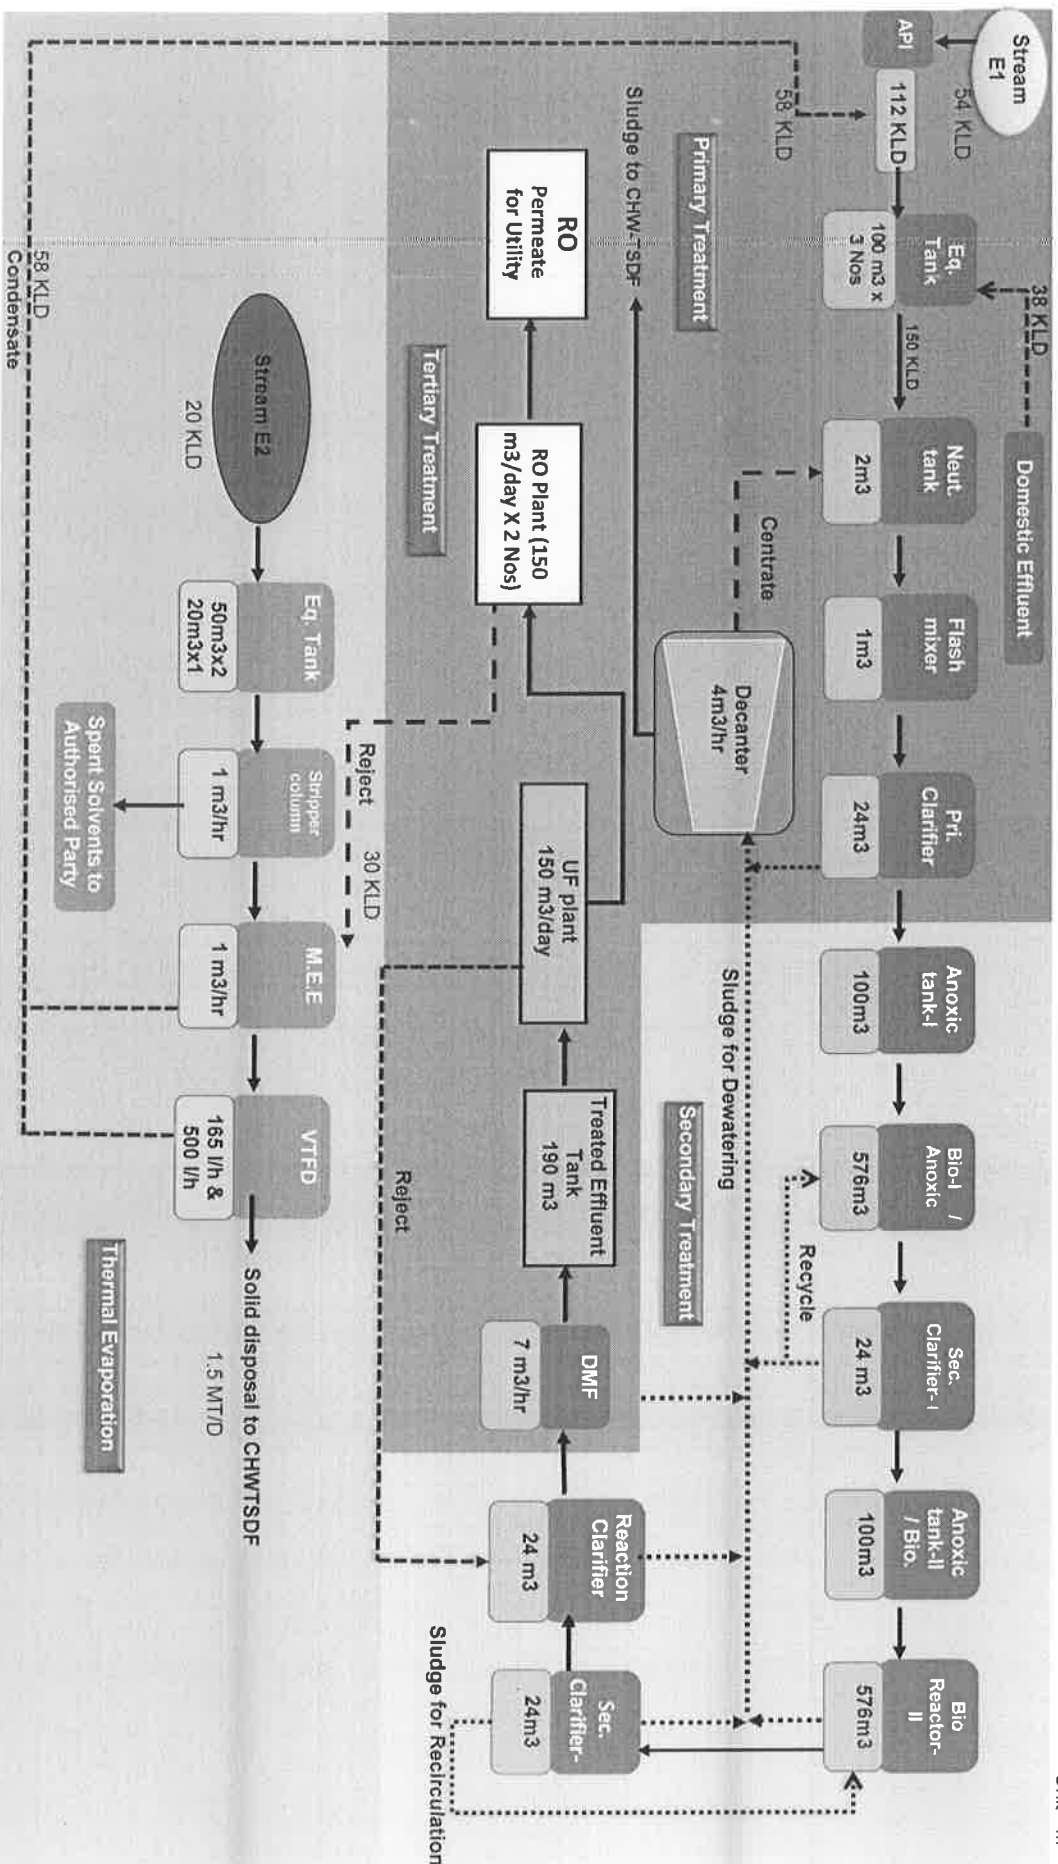 Stream
E1
54 KLD
API
112 KLD
58 KLD
Eq.
Tank
100 m3 x
3 Nos
38 KLD
Domestic Effluent
150 KLD
Neut.
tank
2m3
Flash
mixer
1m3
Pri.
Clarifier
24m3
Anoxic
tank-I
100m3
Bio-I /
Anoxic
576m3
Sec.
Clarifier- I
24 m3
Anoxic
tank-II
/ Bio.
100m3
Bio
Reactor-
II
576m3
Primary Treatment
Centrate
Decanter
4m3/hr
Sludge to CHW-TSDF
Sludge for Dewatering
Recycle
Secondary Treatment
RO
Permeate
for Utility
RO Plant (150
m3/day X 2 Nos)
UF plant
150 m3/day
Treated Effluent
Tank
190 m3
DMF
7 m3/hr
Reaction
Clarifier
24 m3
Sec.
Clarifier-
24m3
Tertiary Treatment
Reject
30 KLD
Reject
Sludge for Recirculation
Stream E2
20 KLD
Eq. Tank
50m3x2
20m3x1
Stripper
column
1 m3/hr
M.E.E
1 m3/hr
VTFD
165 l/h &
500 l/h
Solid disposal to CHWTSDF
1.5 MT/D
Spent Solvents to
Authorised Party
Thermal Evaporation
58 KLD
Condensate